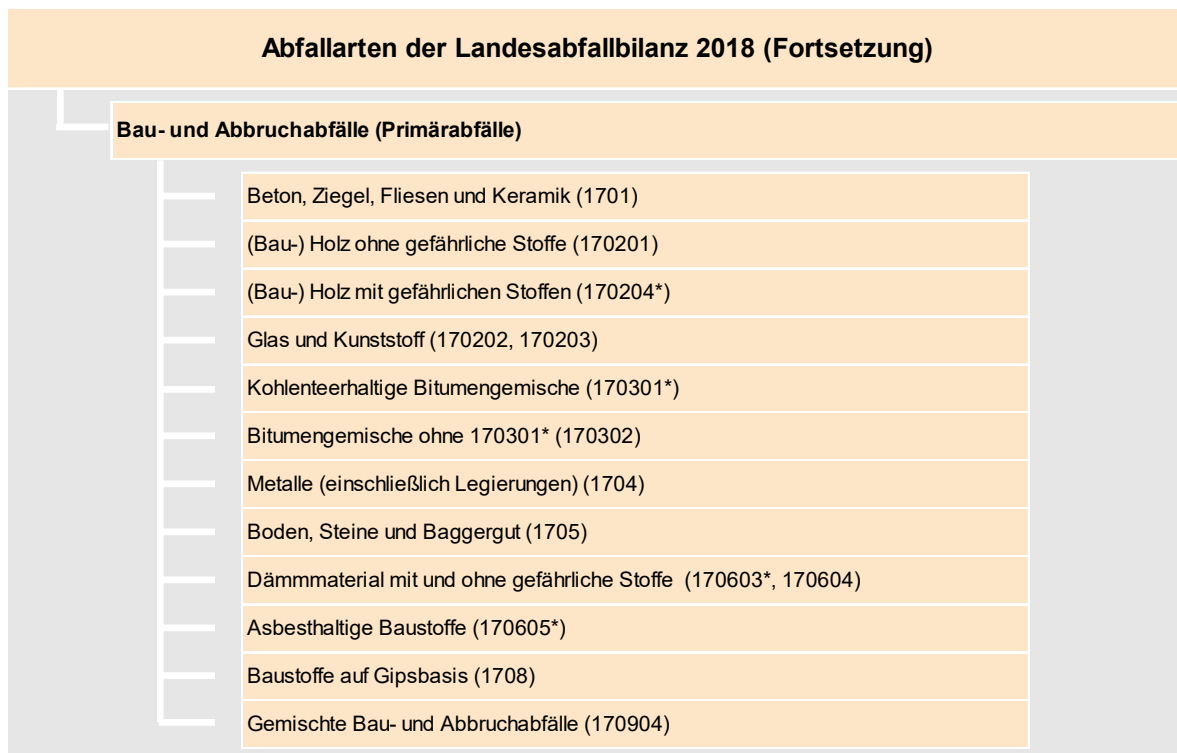 Abfallarten der Landesabfallbilanz 2018 (Fortsetzung)
Bau- und Abbruchabfälle (Primärabfälle)
Beton, Ziegel, Fliesen und Keramik (1701)
(Bau-) Holz ohne gefährliche Stoffe (170201)
(Bau-) Holz mit gefährlichen Stoffen (170204*)
Glas und Kunststoff (170202, 170203)
Kohlenteerhaltige Bitumengemische (170301*)
Bitumengemische ohne 170301* (170302)
Metalle (einschließlich Legierungen) (1704)
Boden, Steine und Baggergut (1705)
Dämmmaterial mit und ohne gefährliche Stoffe (170603*, 170604)
Asbesthaltige Baustoffe (170605*)
Baustoffe auf Gipsbasis (1708)
Gemischte Bau- und Abbruchabfälle (170904)